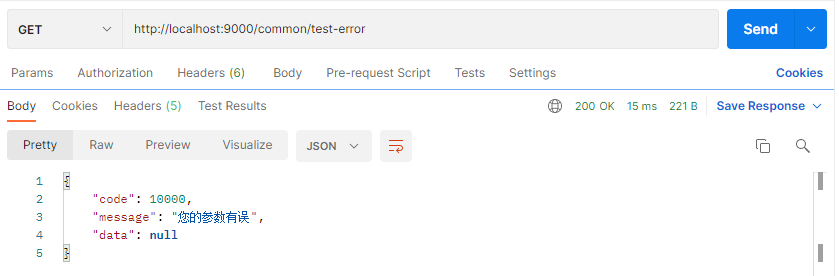 GET http://localhost:9000/common/test-error Send
Params Authorization Headers (6) Body Pre-request Script Tests Settings Cookies
Body Cookies Headers (5) Test Results 200 OK 15 ms 221 B Save Response
Pretty Raw Preview Visualize JSON
1 {
2 "code": 10000,
3 "message": "您的参数有误",
4 "data": null
5 }